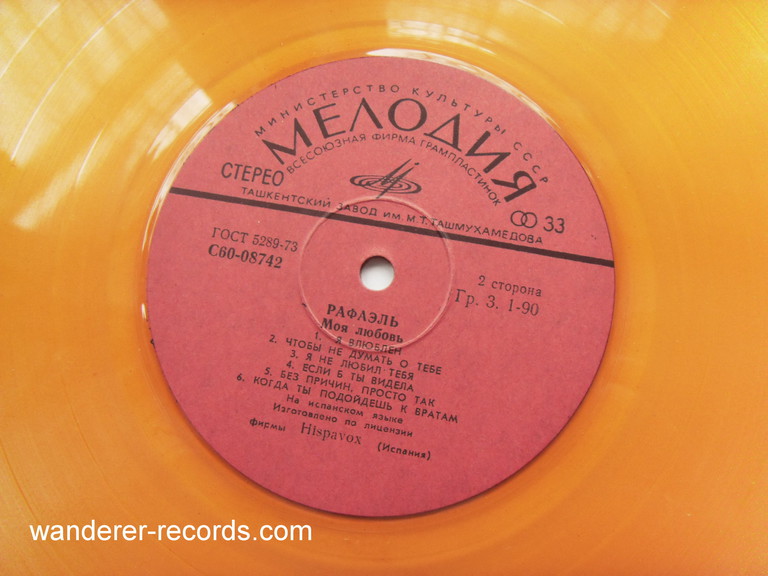 МИНИСТЕРСТВО КУЛЬТУРЫ СССР
МЕЛОДИЯ
ВСЕСОЮЗНАЯ ФИРМА ГРАМПЛАСТИНОК
СТЕРЕО
33
ТАШКЕНТСКИЙ ЗАВОД ИМ. М.Т. ТАШМУХАМЕДОВА
ГОСТ 5289-73
С60-08742
2 сторона
Гр. 3. 1-90
РАФАЭЛЬ
Моя любовь
1. Я ВЛЮБЛЕН
2. ЧТОБЫ НЕ ДУМАТЬ О ТЕБЕ
3. Я НЕ ЛЮБИЛ ТЕБЯ
4. ЕСЛИ Б ТЫ ВИДЕЛА
5. БЕЗ ПРИЧИН, ПРОСТО ТАК
6. КОГДА ТЫ ПОДОЙДЕШЬ К ВРАТАМ
На испанском языке
Изготовлено по лицензии
фирмы Hispavox (Испания)
wanderer-records.com